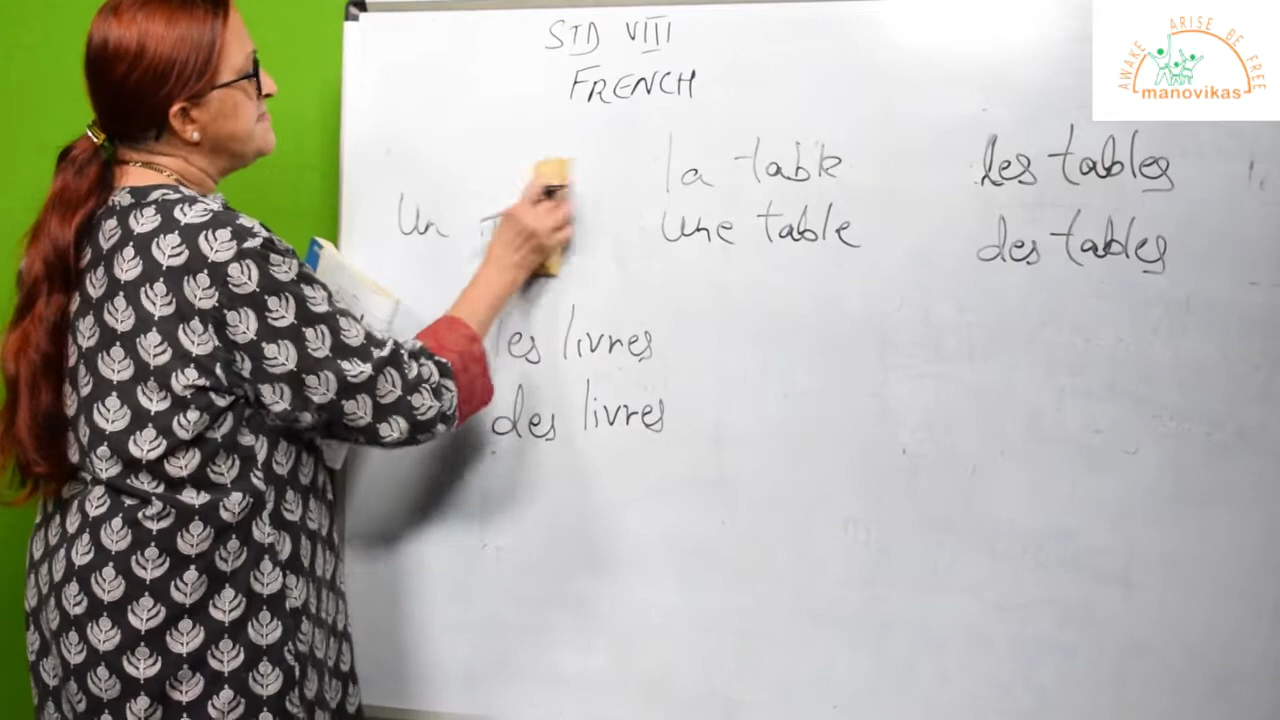 STD VIII
FRENCH
la table les tables
Un une table des tables
les livres
des livres
AWAKE ARISE BE FREE
manovikas